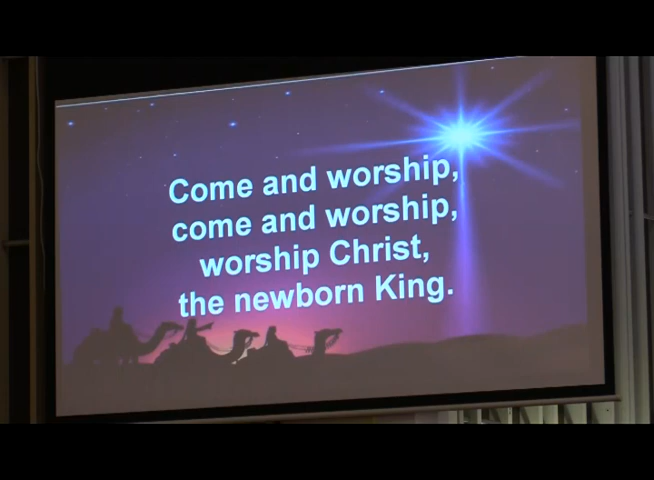 Come and worship,
come and worship,
worship Christ,
the newborn King.